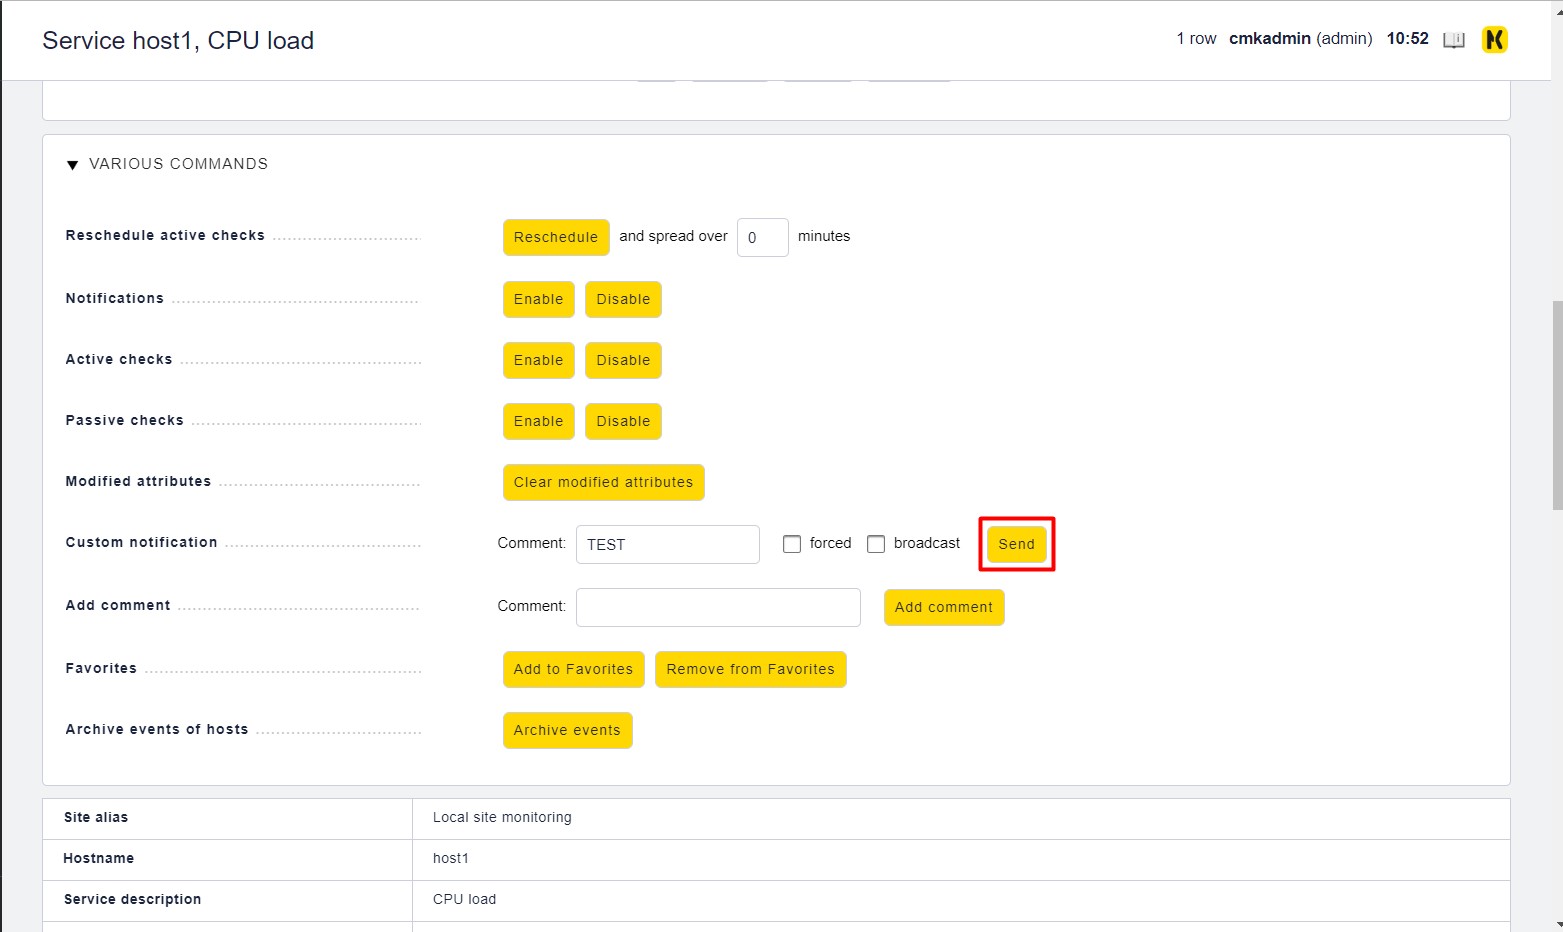 Service host1, CPU load
1 row cmkadmin (admin) 10:52
VARIOUS COMMANDS
Reschedule active checks Reschedule and spread over 0 minutes
Notifications Enable Disable
Active checks Enable Disable
Passive checks Enable Disable
Modified attributes Clear modified attributes
Custom notification Comment: TEST forced broadcast Send
Add comment Comment: Add comment
Favorites Add to Favorites Remove from Favorites
Archive events of hosts Archive events
Site alias Local site monitoring
Hostname host1
Service description CPU load